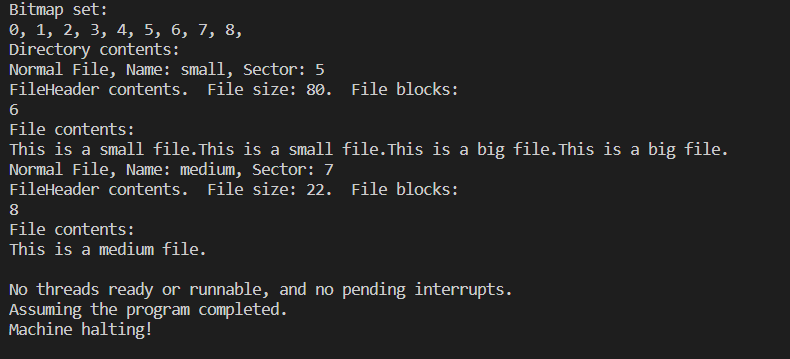 Bitmap set:
0, 1, 2, 3, 4, 5, 6, 7, 8,
Directory contents:
Normal File, Name: small, Sector: 5
FileHeader contents.  File size: 80.  File blocks:
6
File contents:
This is a small file.This is a small file.This is a big file.This is a big file.
Normal File, Name: medium, Sector: 7
FileHeader contents.  File size: 22.  File blocks:
8
File contents:
This is a medium file.
No threads ready or runnable, and no pending interrupts.
Assuming the program completed.
Machine halting!